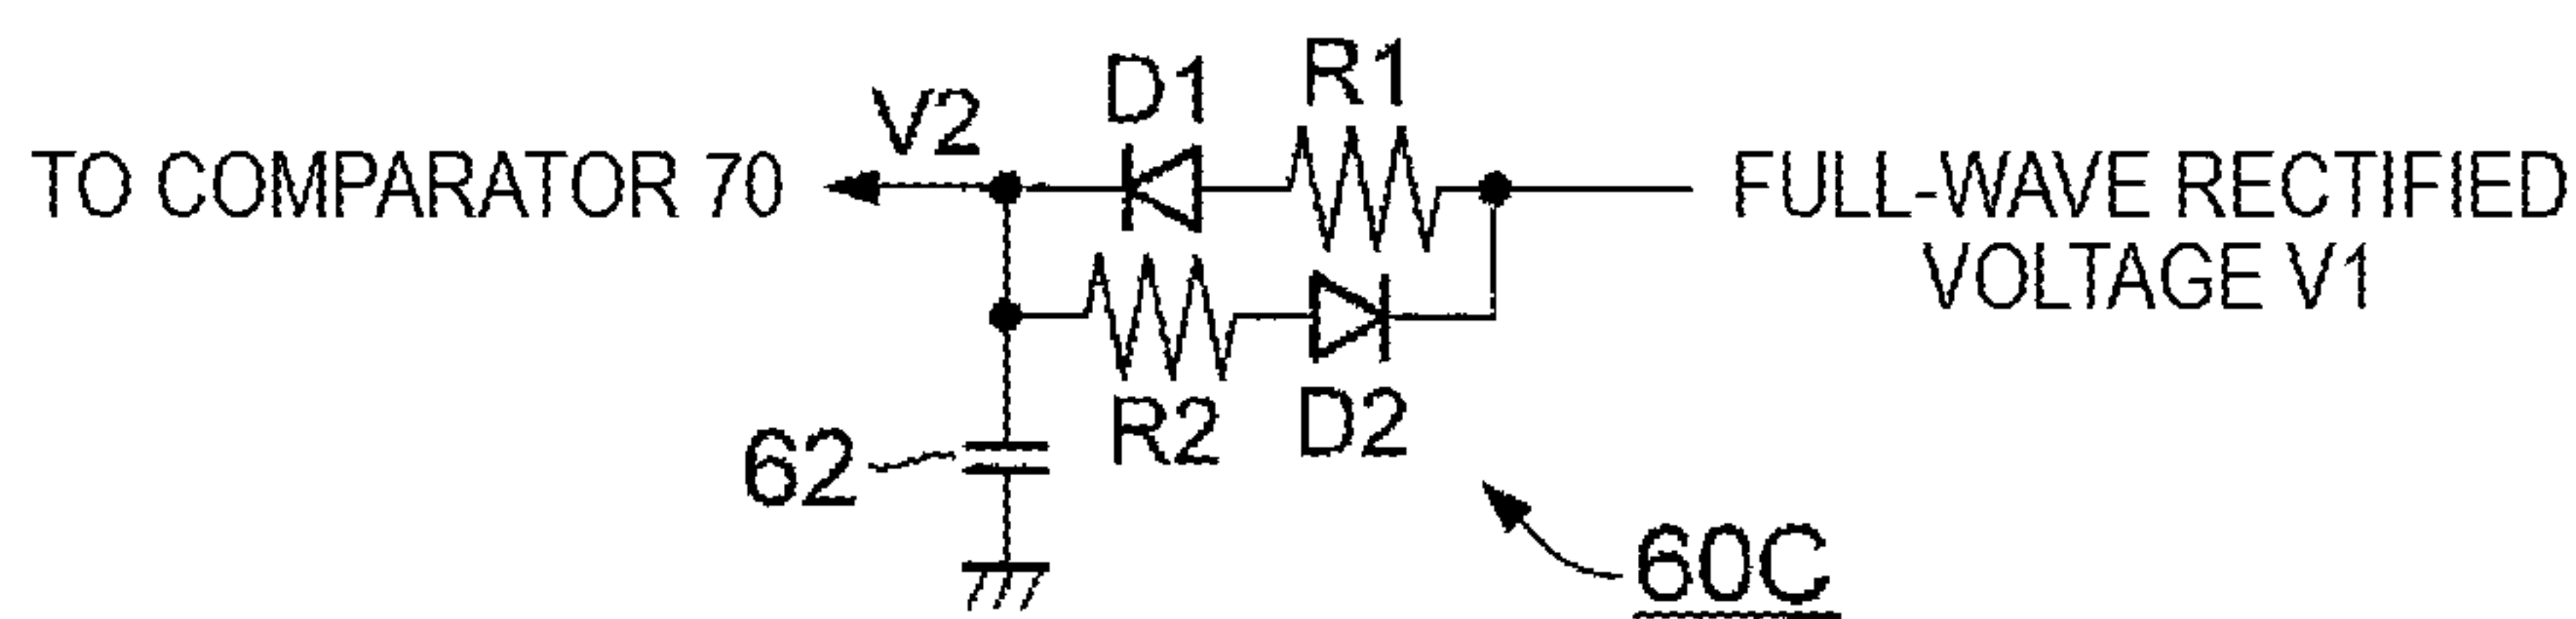 D1
R1
V2
TO COMPARATOR 70
FULL-WAVE RECTIFIED
VOLTAGE V1
R2
D2
62
60C